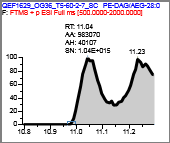 QEF1629_OG36_TS-60-2-7_SC PE-DAG/AEG-28:0
F: FTMS + p ESI Full ms [500.0000-2000.0000]
RT: 11.04
AA: 983070
AH: 40107
SN: 1.04E+015
11.23
100
80
60
40
20
0
10.8 10.9 11.0 11.1 11.2